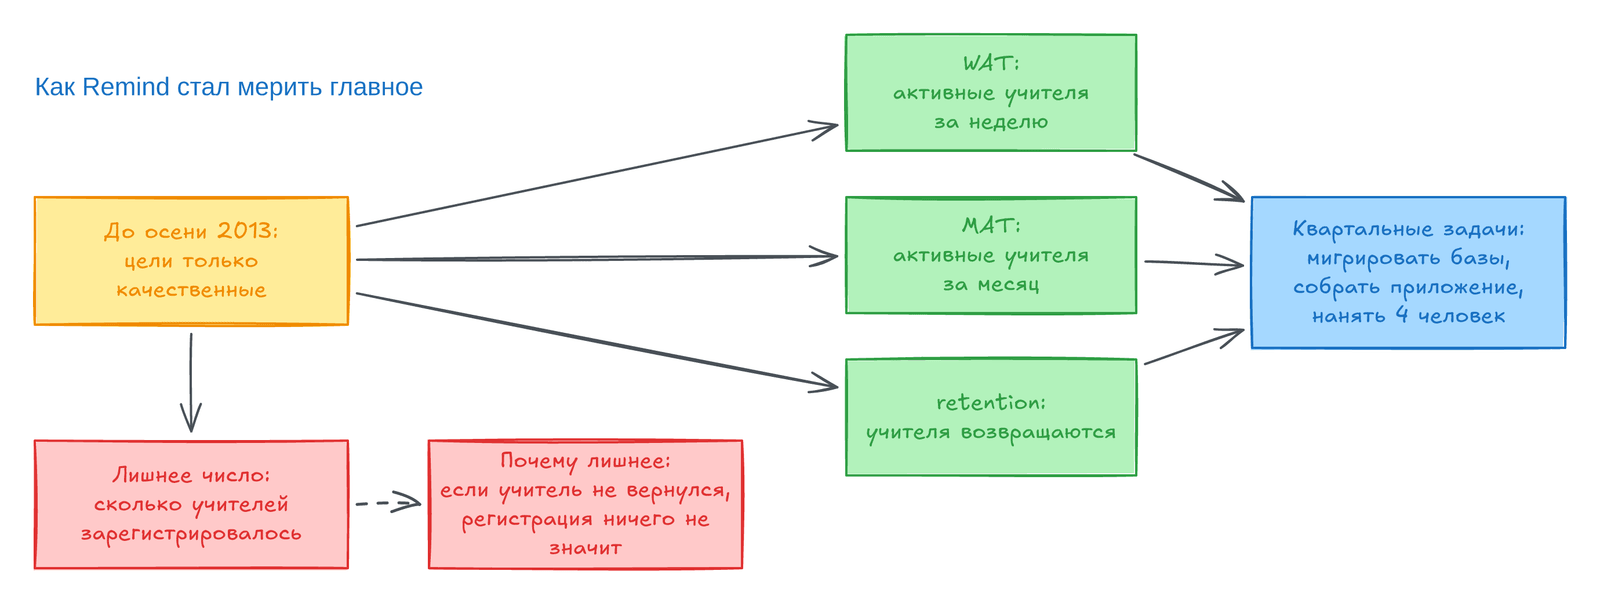 Как Remind стал мерить главное
WAT:
активные учителя
за неделю
До осени 2013:
цели только
качественные
MAT:
активные учителя
за месяц
Квартальные задачи:
мигрировать базы,
собрать приложение,
нанять 4 человек
retention:
учителя возвращаются
Лишнее число:
сколько учителей
зарегистрировалось
Почему лишнее:
если учитель не вернулся,
регистрация ничего не
значит